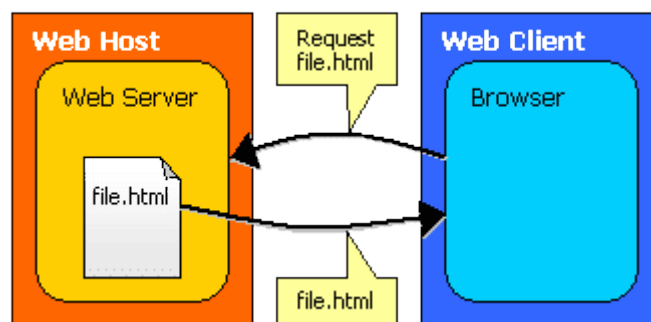 Web Host
Web Server
file.html
Request
file.html
file.html
Web Client
Browser